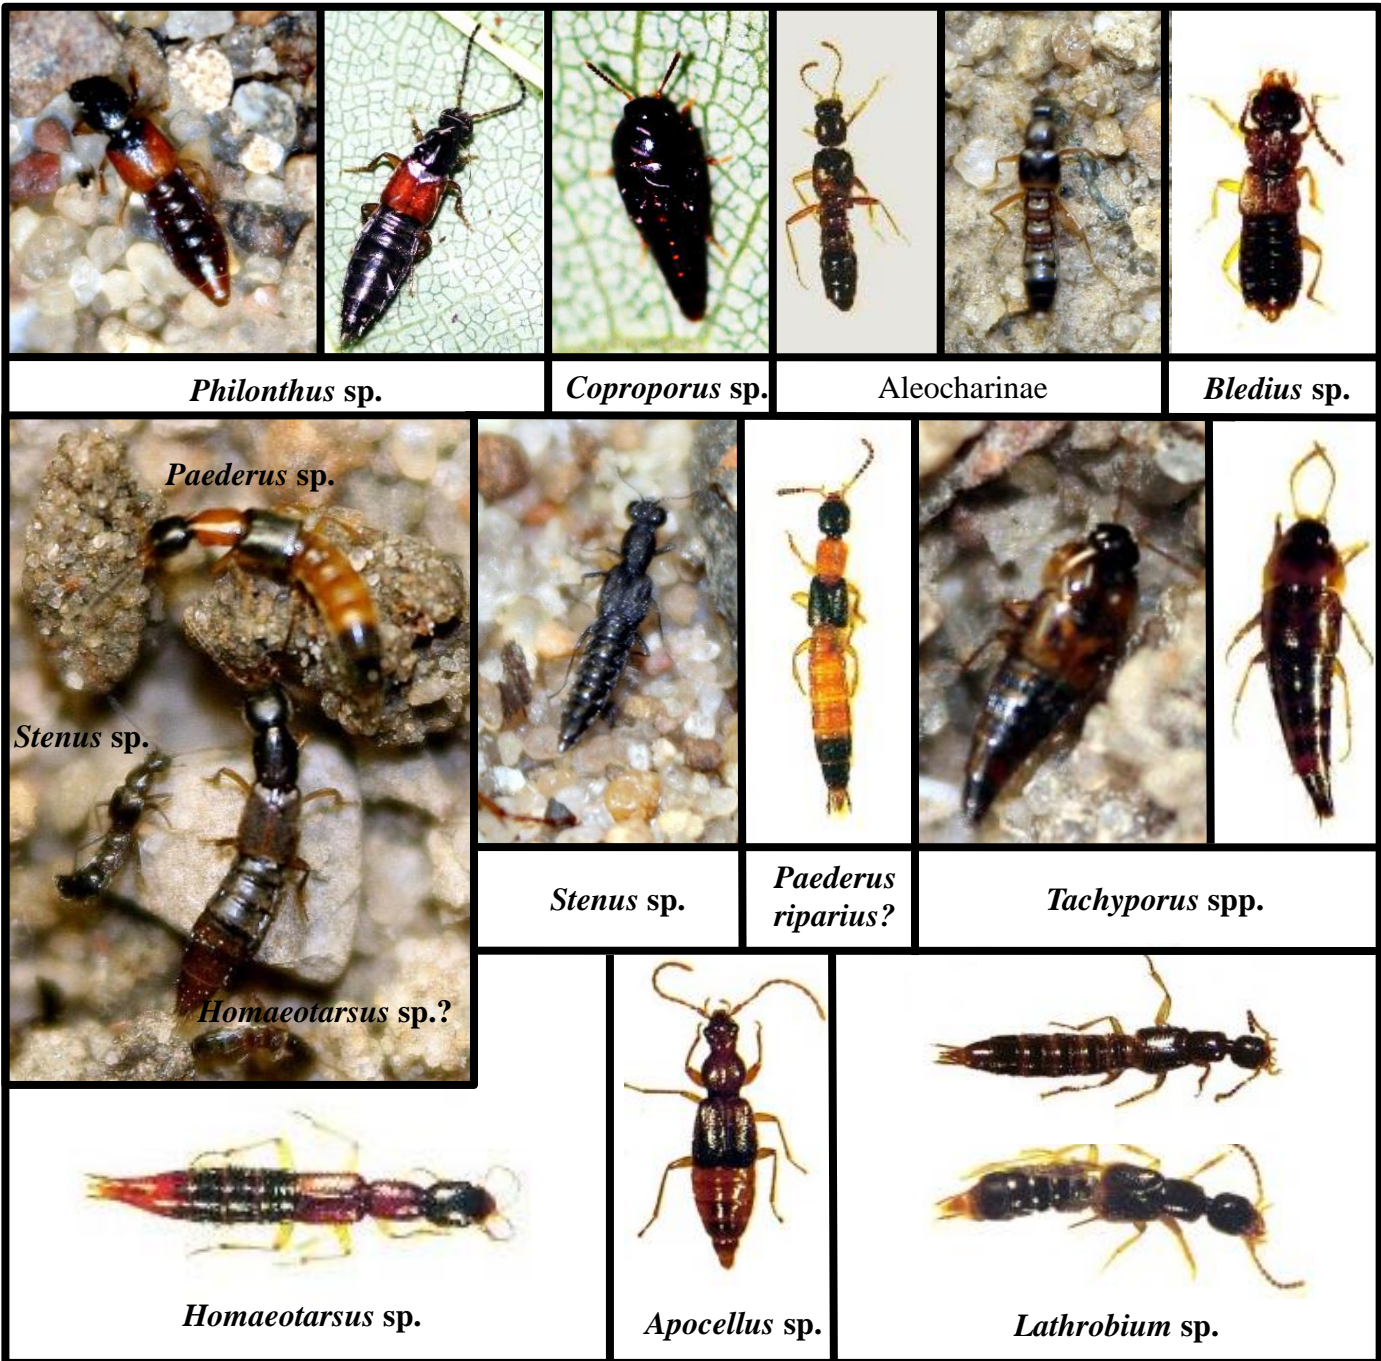 Philonthus sp.
Coproporus sp.
Aleocharinae
Bledius sp.
Paederus sp.
Stenus sp.
Homaeotarsus sp.?
Stenus sp.
Paederus
riparius?
Tachyporus spp.
Homaeotarsus sp.
Apocellus sp.
Lathrobium sp.